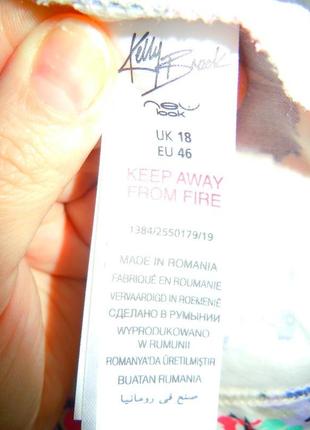 Kelly
Brook
new
look
UK 18
EU 46
KEEP AWAY
FROM FIRE
1384/2550179/19
MADE IN ROMANIA
FABRIQUÉ EN ROUMANIE
VERVAARDIGD IN ROEMENIË
СДЕЛАНО В РУМЫНИИ
WYPRODUKOWANO
W RUMUNII
ROMANYA'DA ÜRETILMIŞTIR
BUATAN RUMANIA
صنع في رومانيا